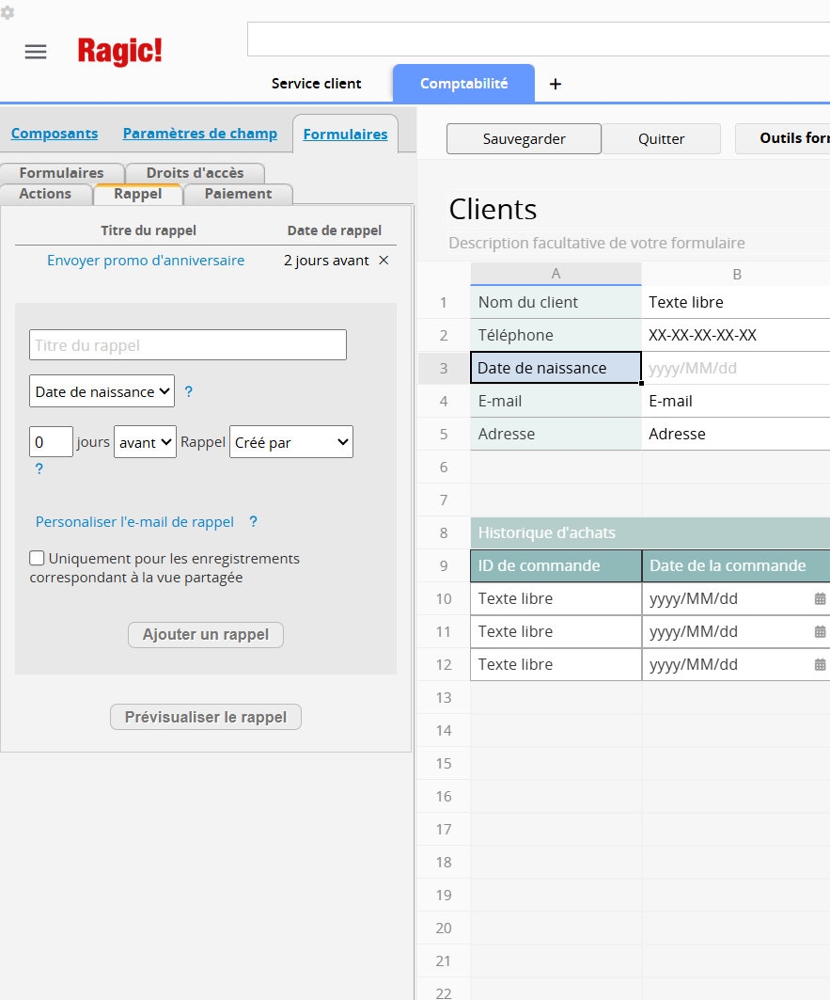 Ragic!
Service client
Comptabilité
+
Composants
Paramètres de champ
Formulaires
Formulaires
Droits d'accès
Actions
Rappel
Paiement
Titre du rappel
Date de rappel
Envoyer promo d'anniversaire
2 jours avant ×
Titre du rappel
Date de naissance
?
0 jours avant Rappel Créé par
?
Personaliser l'e-mail de rappel ?
Uniquement pour les enregistrements
correspondant à la vue partagée
Ajouter un rappel
Prévisualiser le rappel
Sauvegarder
Quitter
Outils for
Clients
Description facultative de votre formulaire
A B
1 Nom du client Texte libre
2 Téléphone XX-XX-XX-XX-XX
3 Date de naissance yyyy/MM/dd
4 E-mail E-mail
5 Adresse Adresse
6
7
8 Historique d'achats
9 ID de commande Date de la commande
10 Texte libre yyyy/MM/dd
11 Texte libre yyyy/MM/dd
12 Texte libre yyyy/MM/dd
13
14
15
16
17
18
19
20
21
22